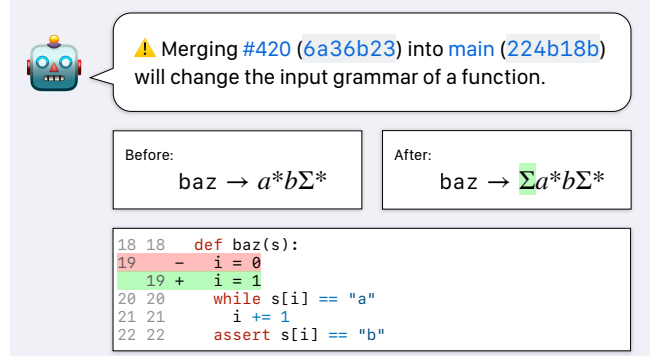 ⚠️ Merging #420 (6a36b23) into main (224b18b)
will change the input grammar of a function.
Before:
baz → a*bΣ*
After:
baz → Σa*bΣ*
18 18 def baz(s):
19 - i = 0
19 + i = 1
20 20 while s[i] == "a"
21 21 i += 1
22 22 assert s[i] == "b"